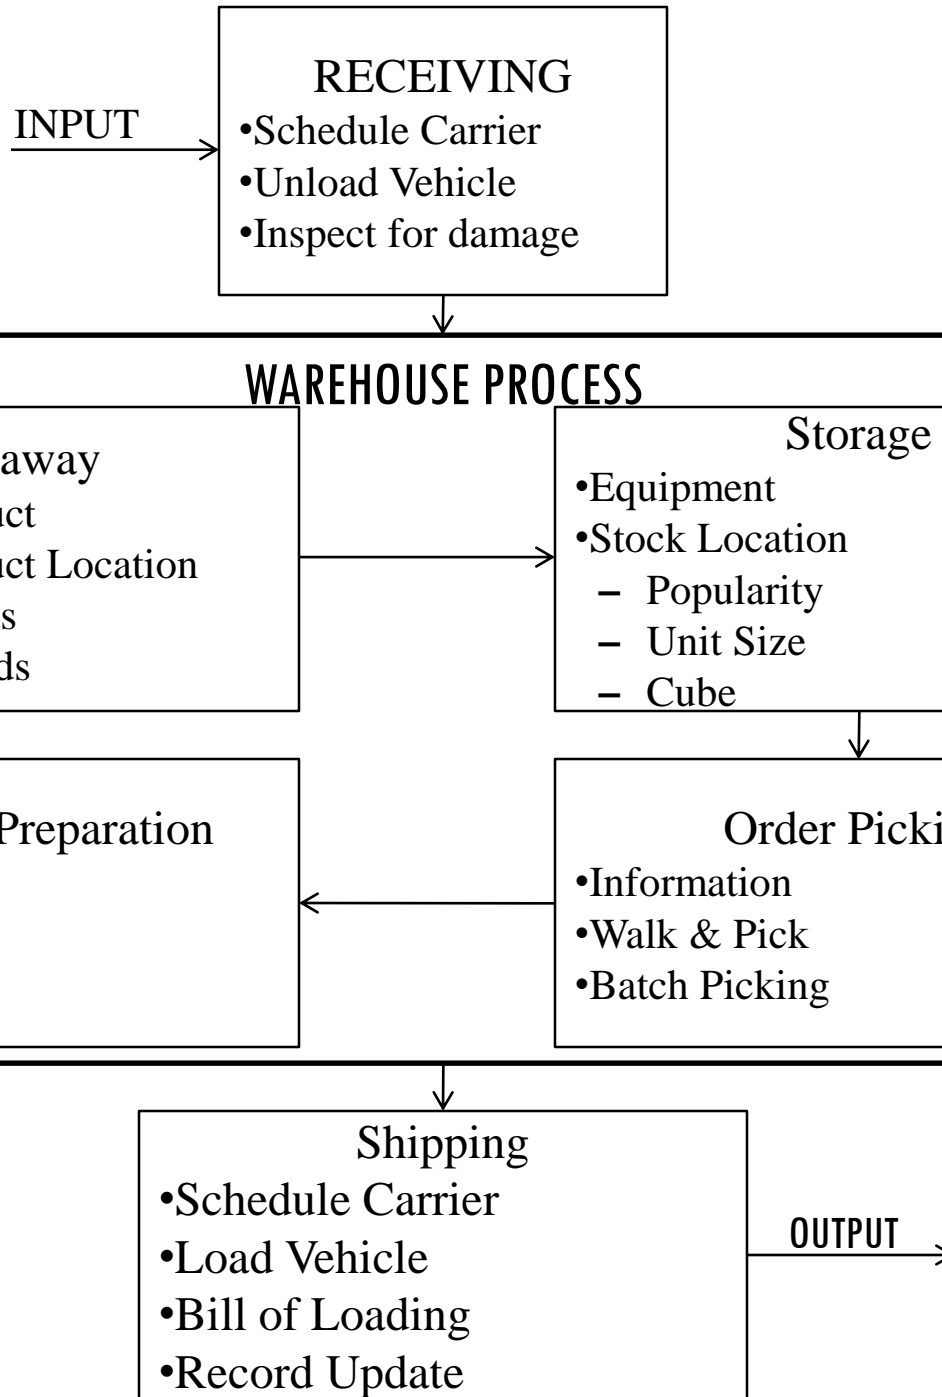 RECEIVING
INPUT
•Schedule Carrier
•Unload Vehicle
•Inspect for damage
WAREHOUSE PROCESS
away
uct
uct Location
s
ds
Storage
•Equipment
•Stock Location
– Popularity
– Unit Size
– Cube
Preparation
Order Picki
•Information
•Walk & Pick
•Batch Picking
Shipping
•Schedule Carrier
•Load Vehicle
•Bill of Loading
•Record Update
OUTPUT